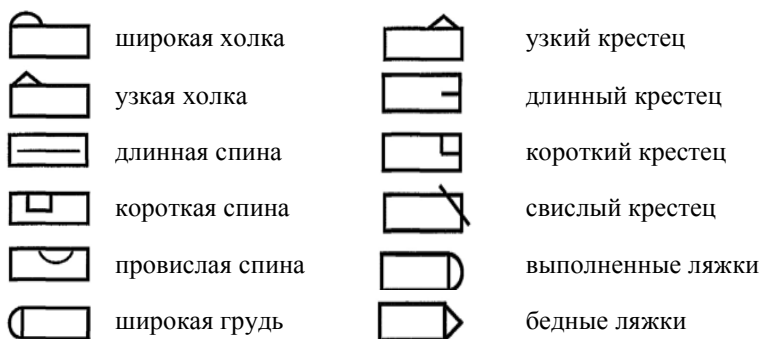 широкая холка
узкая холка
длинная спина
короткая спина
провислая спина
широкая грудь
узкий крестец
длинный крестец
короткий крестец
свислый крестец
выполненные ляжки
бедные ляжки